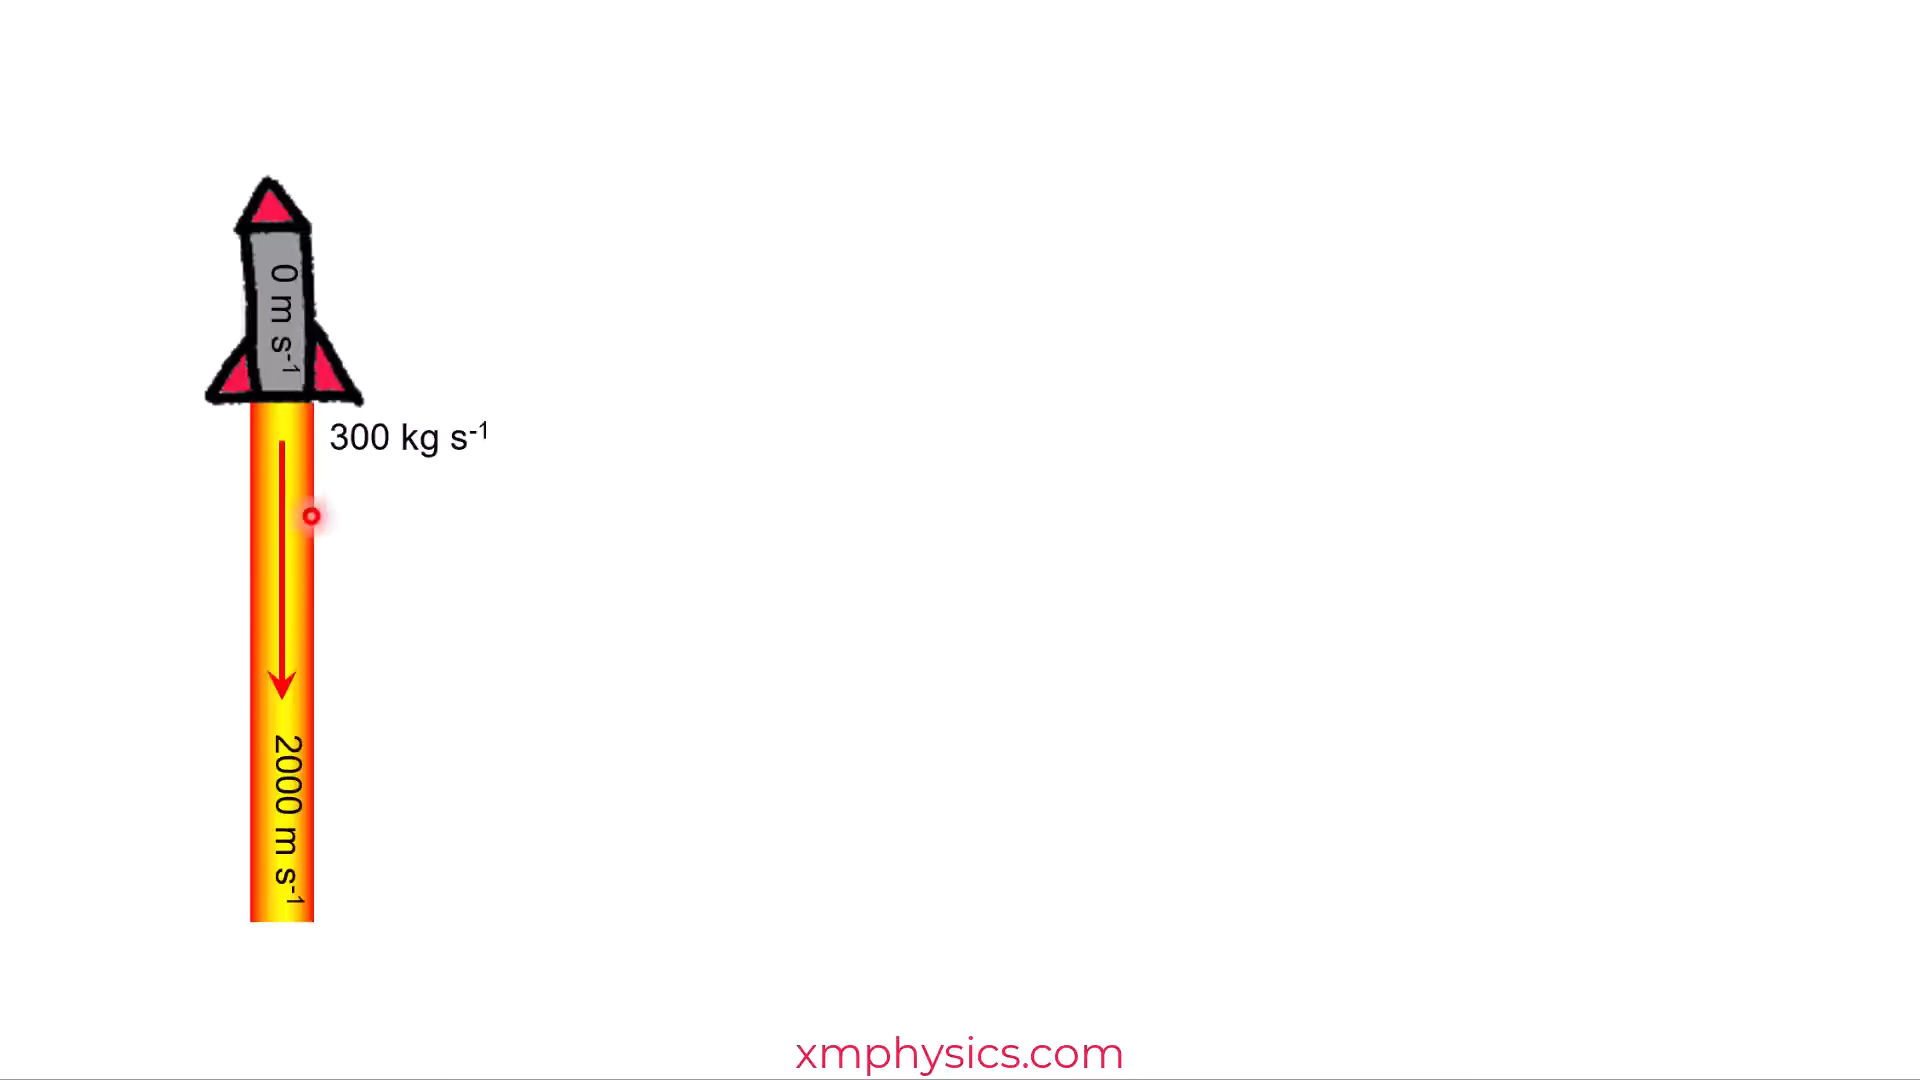 0 m s⁻¹
300 kg s⁻¹
2000 m s⁻¹
xmphysics.com